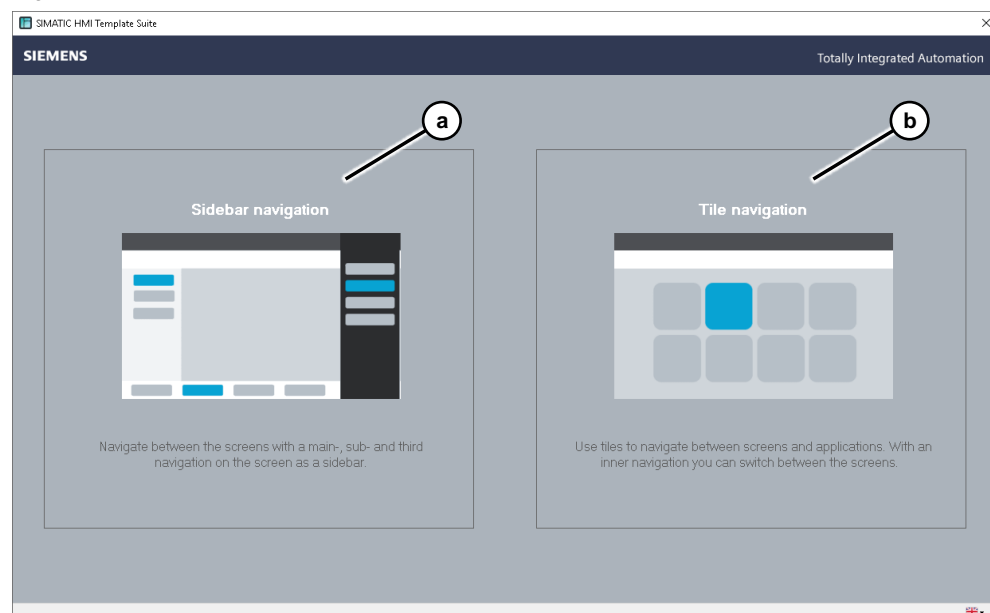 SIMATIC HMI Template Suite
SIEMENS
Totally Integrated Automation
a
b
Sidebar navigation
Tile navigation
Navigate between the screens with a main-, sub- and third
navigation on the screen as a sidebar.
Use tiles to navigate between screens and applications. With an
inner navigation you can switch between the screens.